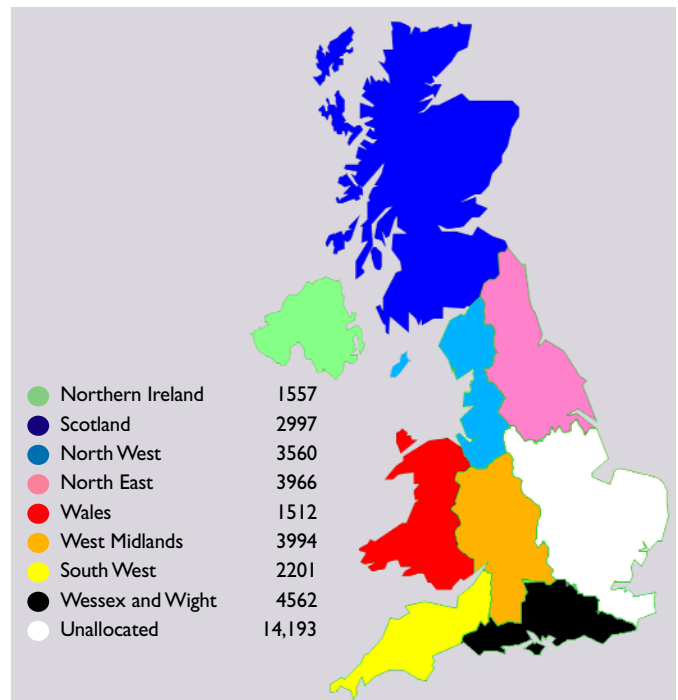 Northern Ireland 1557
Scotland 2997
North West 3560
North East 3966
Wales 1512
West Midlands 3994
South West 2201
Wessex and Wight 4562
Unallocated 14,193